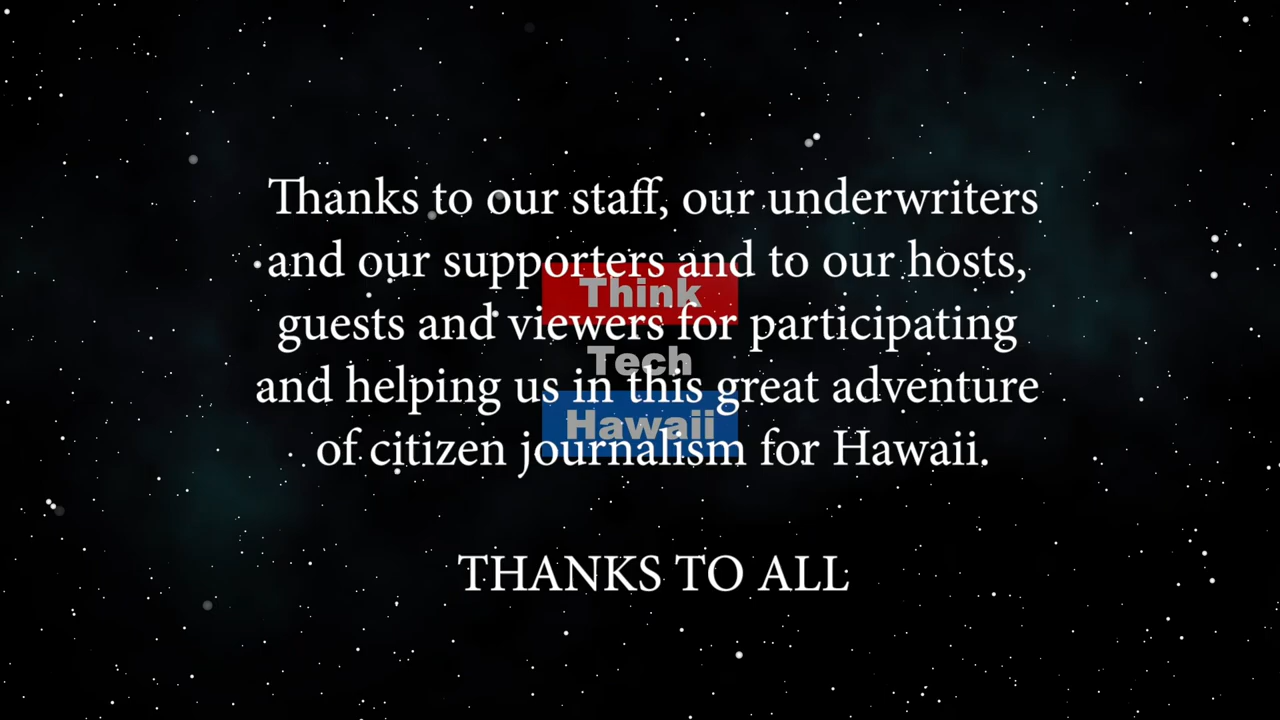 Thanks to our staff, our underwriters
and our supporters and to our hosts,
guests and viewers for participating
and helping us in this great adventure
of citizen journalism for Hawaii.
THANKS TO ALL
Think
Tech
Hawaii